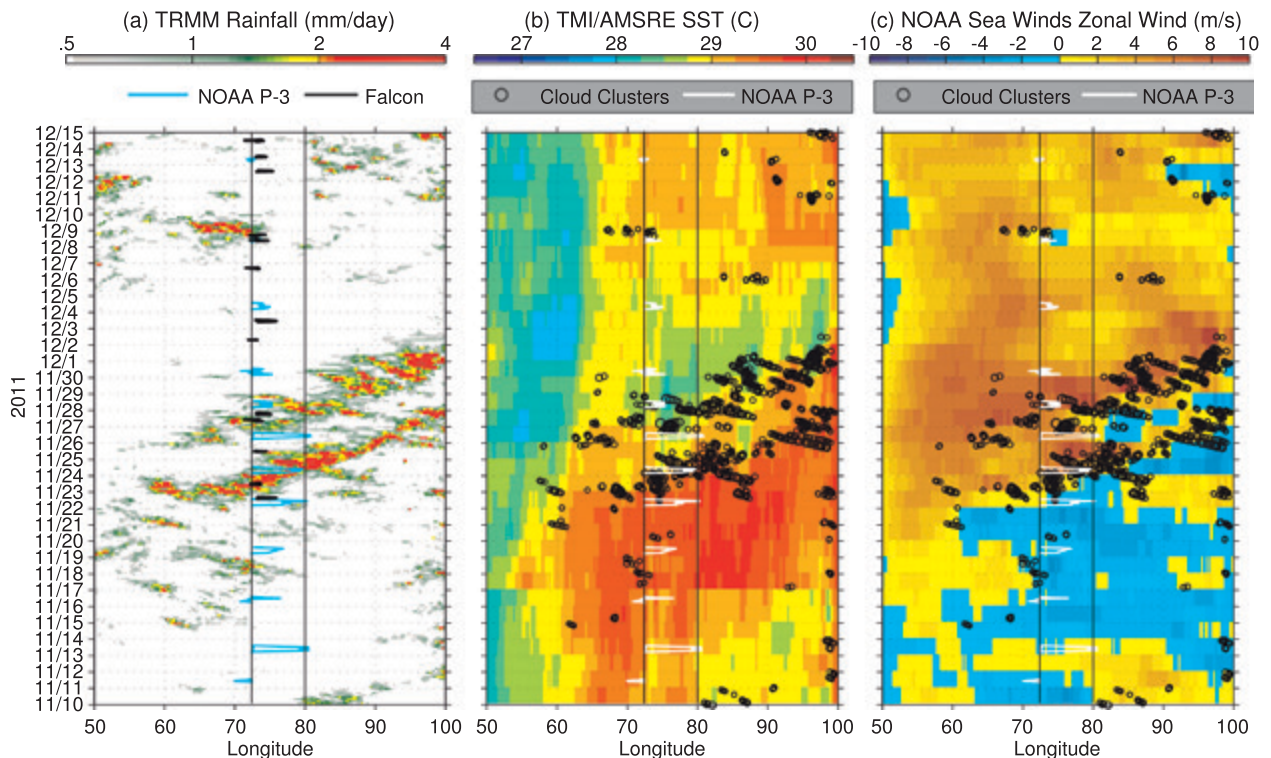 (a) TRMM Rainfall (mm/day)
.5 1 2 4
NOAA P-3 Falcon
(b) TMI/AMSRE SST (C)
27 28 29 30
Cloud Clusters NOAA P-3
(c) NOAA Sea Winds Zonal Wind (m/s)
-10 -8 -6 -4 -2 0 2 4 6 8 10
Cloud Clusters NOAA P-3
2011
12/15
12/14
12/13
12/12
12/11
12/10
12/9
12/8
12/7
12/6
12/5
12/4
12/3
12/2
12/1
11/30
11/29
11/28
11/27
11/26
11/25
11/24
11/23
11/22
11/21
11/20
11/19
11/18
11/17
11/16
11/15
11/14
11/13
11/12
11/11
11/10
50 60 70 80 90 100
Longitude
50 60 70 80 90 100
Longitude
50 60 70 80 90 100
Longitude